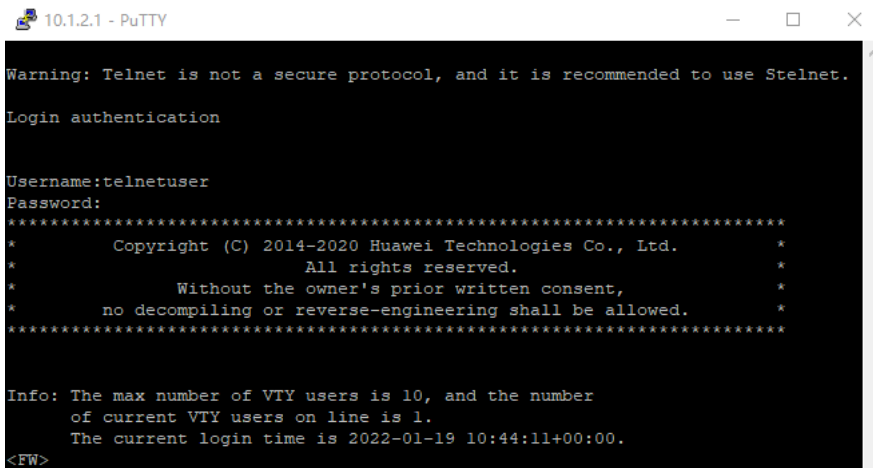 10.1.2.1 - PuTTY
Warning: Telnet is not a secure protocol, and it is recommended to use Stelnet.
Login authentication
Username:telnetuser
Password:
*************************************************************************
*         Copyright (C) 2014-2020 Huawei Technologies Co., Ltd.         *
*                           All rights reserved.                        *
*               Without the owner's prior written consent,              *
*        no decompiling or reverse-engineering shall be allowed.        *
*************************************************************************
Info: The max number of VTY users is 10, and the number
      of current VTY users on line is 1.
      The current login time is 2022-01-19 10:44:11+00:00.
<FW>